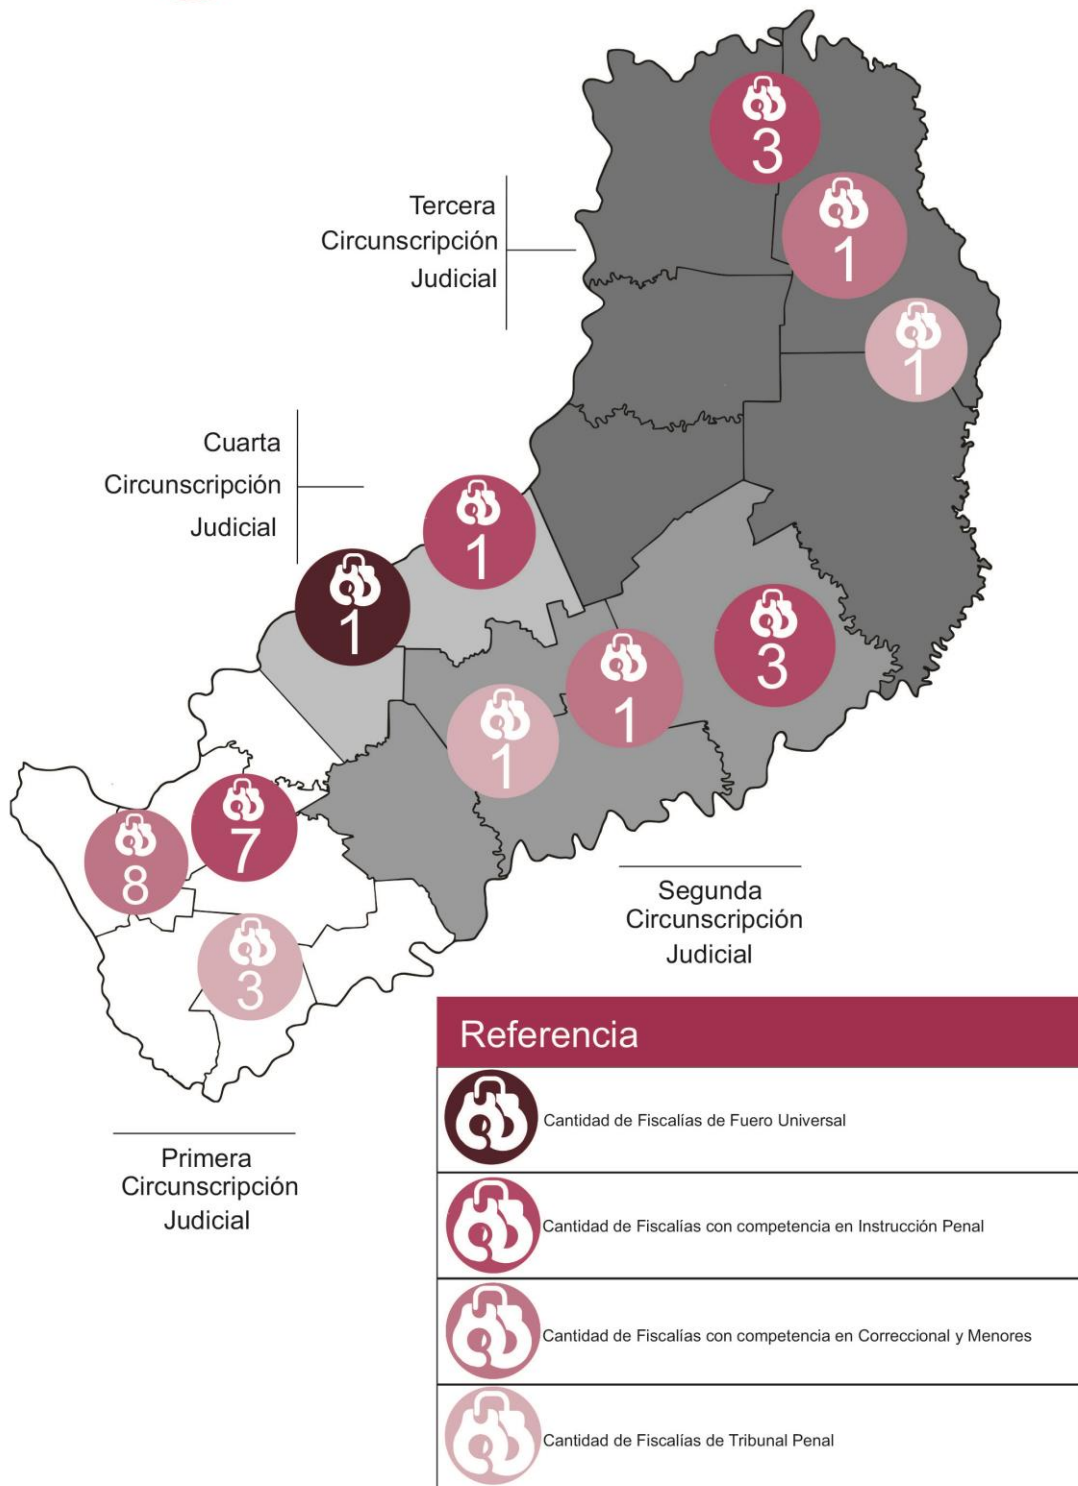 3
1
1
Tercera
Circunscripción
Judicial
Cuarta
Circunscripción
Judicial
1
1
3
1
1
7
8
3
Segunda
Circunscripción
Judicial
Primera
Circunscripción
Judicial
Referencia
Cantidad de Fiscalías de Fuero Universal
Cantidad de Fiscalías con competencia en Instrucción Penal
Cantidad de Fiscalías con competencia en Correccional y Menores
Cantidad de Fiscalías de Tribunal Penal